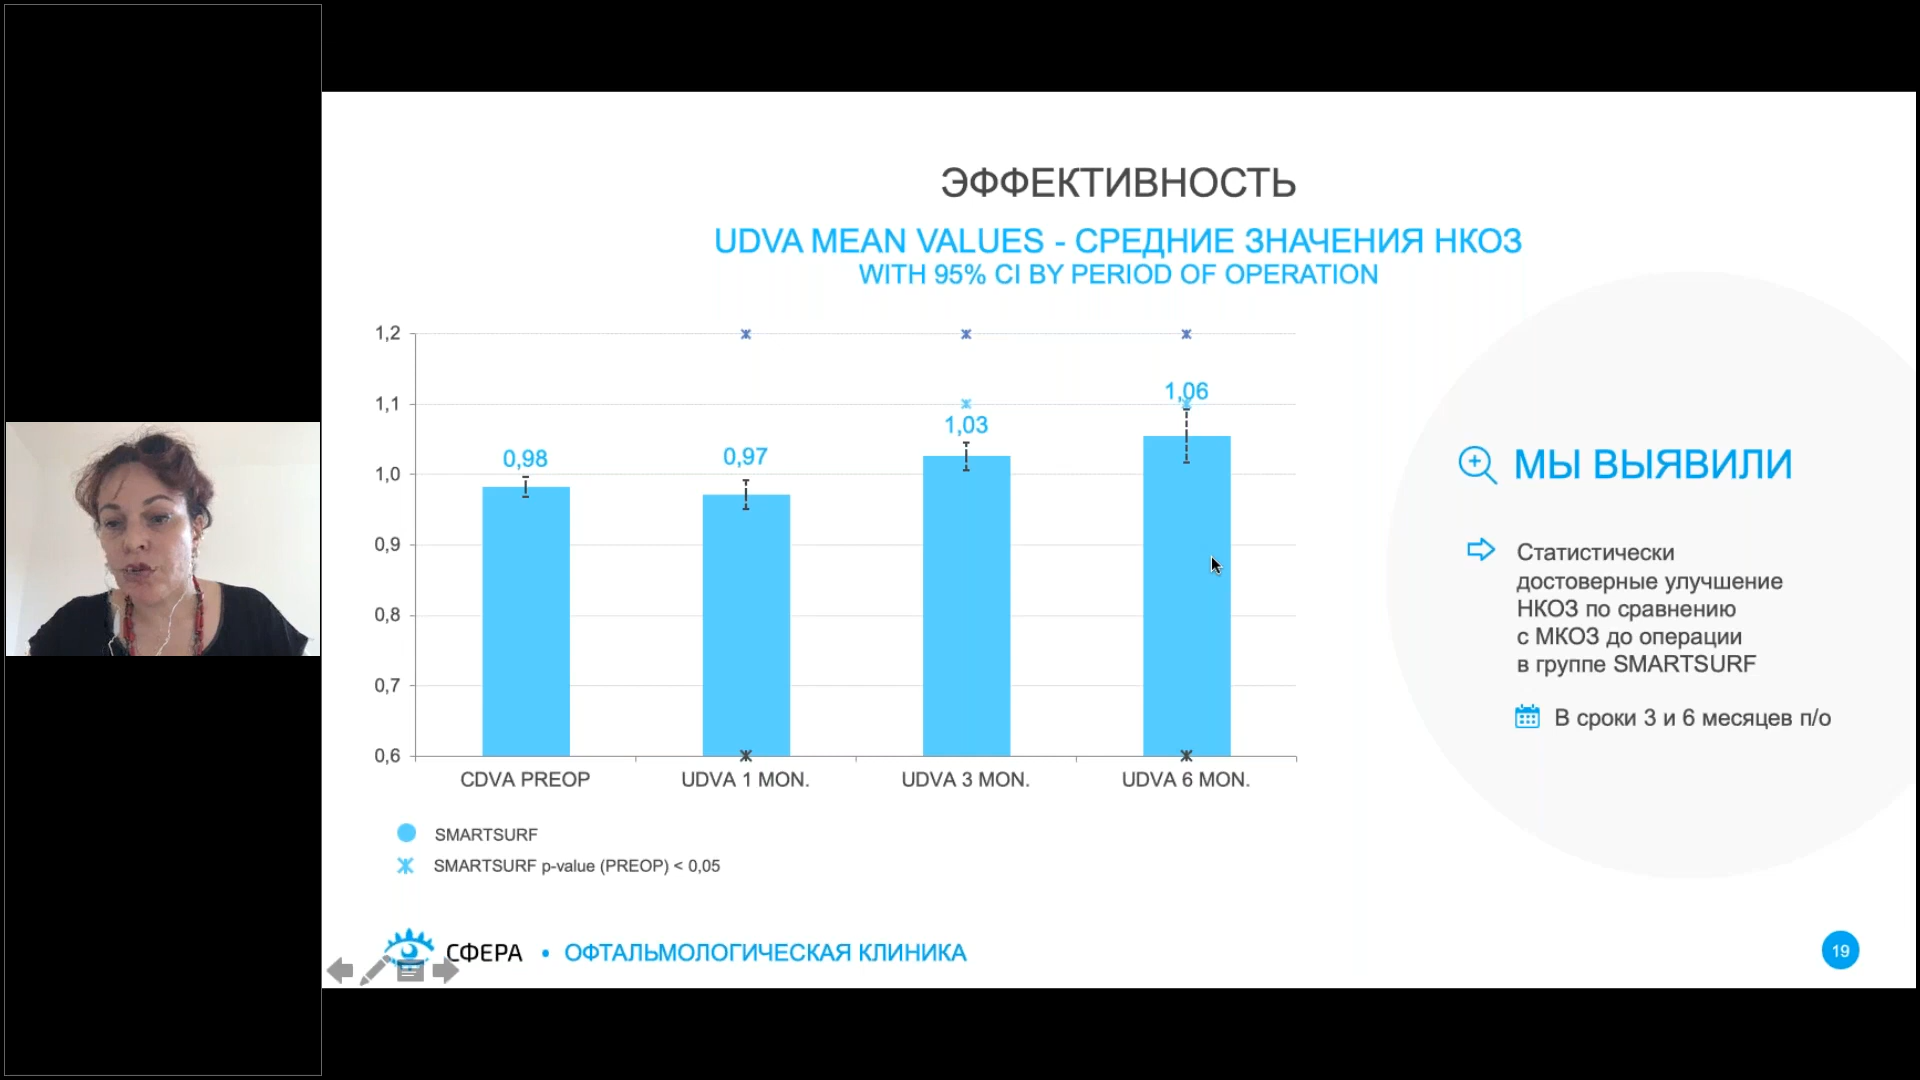 ЭФФЕКТИВНОСТЬ
UDVA MEAN VALUES - СРЕДНИЕ ЗНАЧЕНИЯ НКОЗ
WITH 95% CI BY PERIOD OF OPERATION
1,2
1,1
1,0
0,9
0,8
0,7
0,6
0,98
0,97
1,03
1,06
CDVA PREOP
UDVA 1 MON.
UDVA 3 MON.
UDVA 6 MON.
SMARTSURF
SMARTSURF p-value (PREOP) < 0,05
МЫ ВЫЯВИЛИ
Статистически
достоверные улучшение
НКОЗ по сравнению
с МКОЗ до операции
в группе SMARTSURF
В сроки 3 и 6 месяцев п/о
СФЕРА • ОФТАЛЬМОЛОГИЧЕСКАЯ КЛИНИКА
19